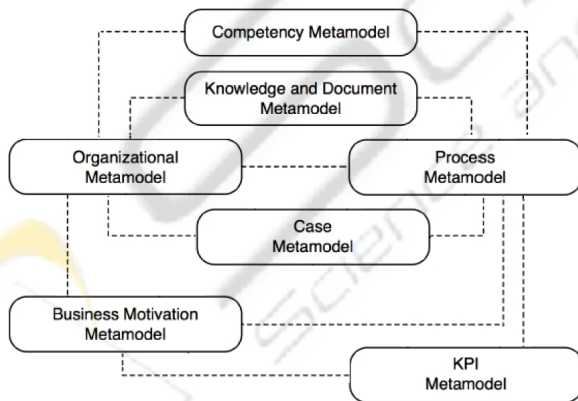 Competency Metamodel
Knowledge and Document
Metamodel
Organizational
Metamodel
Process
Metamodel
Case
Metamodel
Business Motivation
Metamodel
KPI
Metamodel